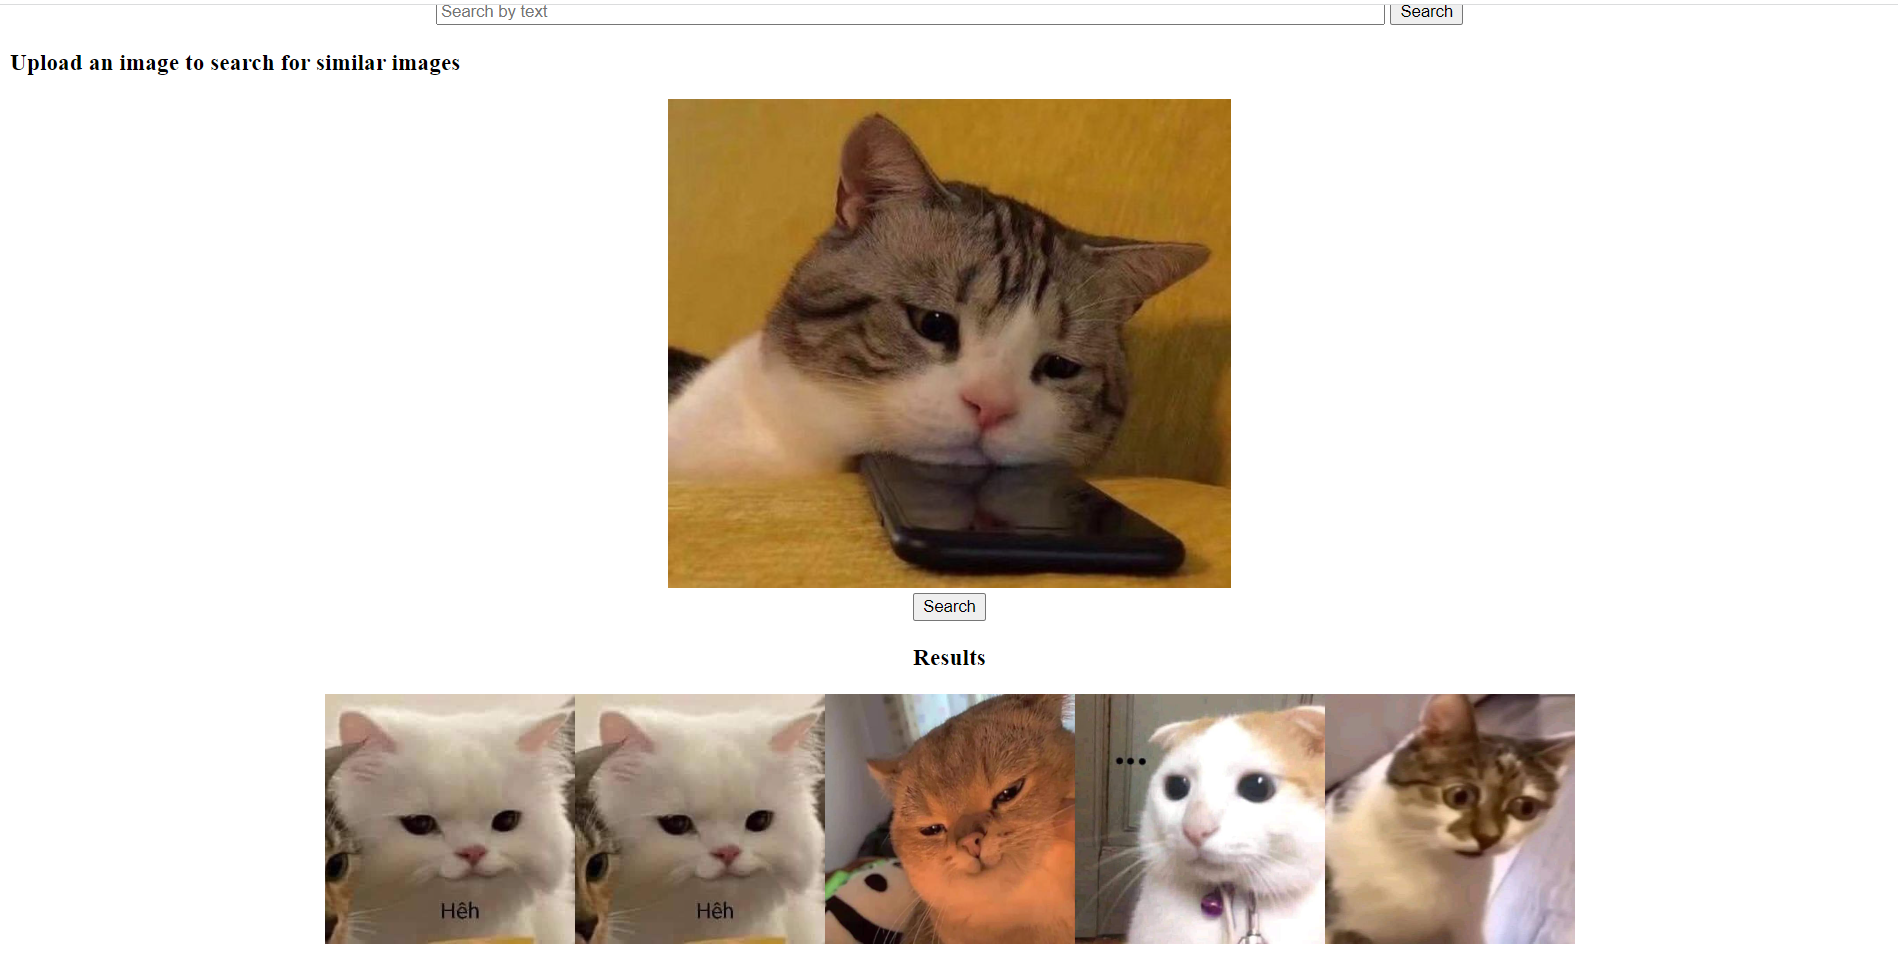 Search by text Search
Upload an image to search for similar images
Search
Results
...
Hêh Hêh